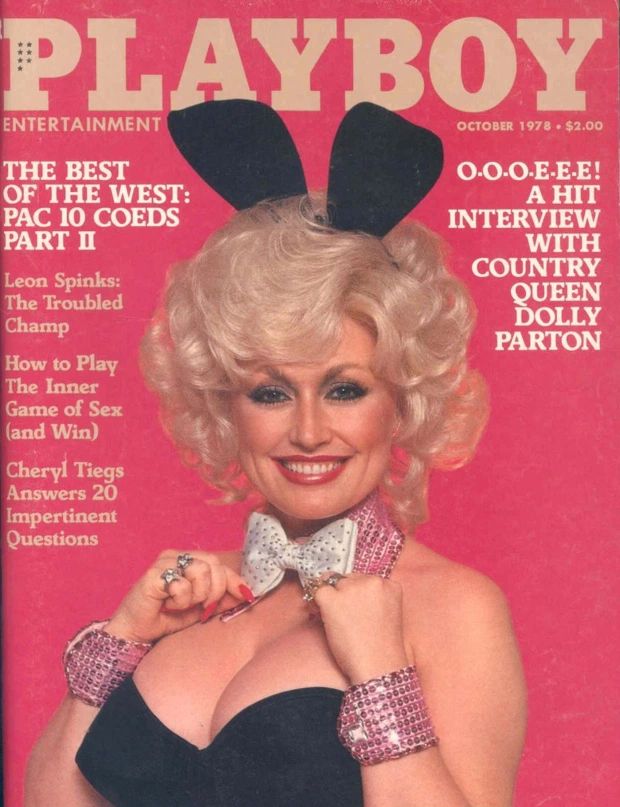 PLAYBOY
ENTERTAINMENT
OCTOBER 1978 • $2.00
THE BEST
OF THE WEST:
PAC 10 COEDS
PART II
Leon Spinks:
The Troubled
Champ
How to Play
The Inner
Game of Sex
(and Win)
Cheryl Tiegs
Answers 20
Impertinent
Questions
O-O-O-E-E-E!
A HIT
INTERVIEW
WITH
COUNTRY
QUEEN
DOLLY
PARTON